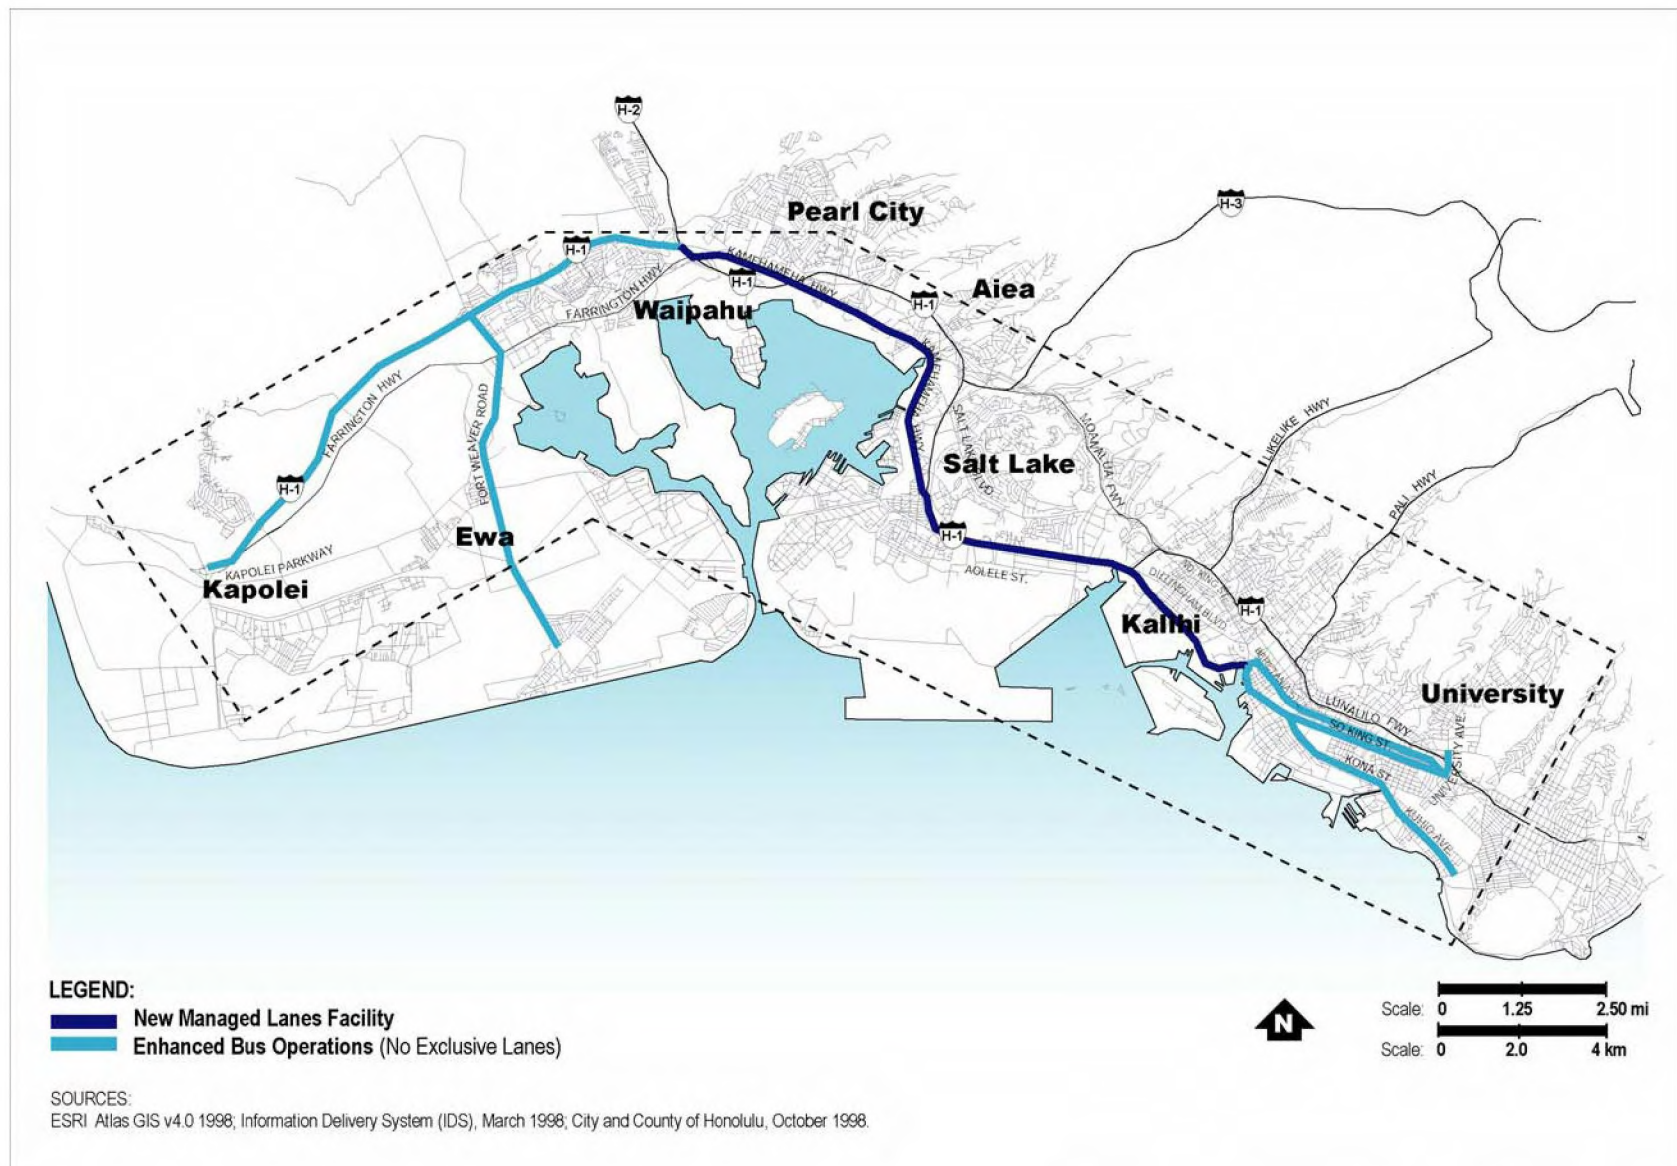 H-2
H-3
Pearl City
H-1
KAMEHAMEHA HWY
H-1
Aiea
H-1
FARRINGTON HWY
Waipahu
KAMEHAMEHA HWY
FARRINGTON HWY
FORT WEAVER ROAD
SALT LAKE BLVD
MOANALUA FWY
LIKELIKE HWY
Salt Lake
PALI HWY
H-1
Ewa
H-1
KAPOLEI PARKWAY
Kapolei
AOLELE ST.
NO. KING ST.
DILLINGHAM BLVD
H-1
Kalihi
University
LUNALILO FWY
SO KING ST.
UNIVERSITY AVE.
KONA ST.
KUHIO AVE
LEGEND:
New Managed Lanes Facility
Enhanced Bus Operations (No Exclusive Lanes)
N
Scale: 0 1.25 2.50 mi
Scale: 0 2.0 4 km
SOURCES:
ESRI Atlas GIS v4.0 1998; Information Delivery System (IDS), March 1998; City and County of Honolulu, October 1998.